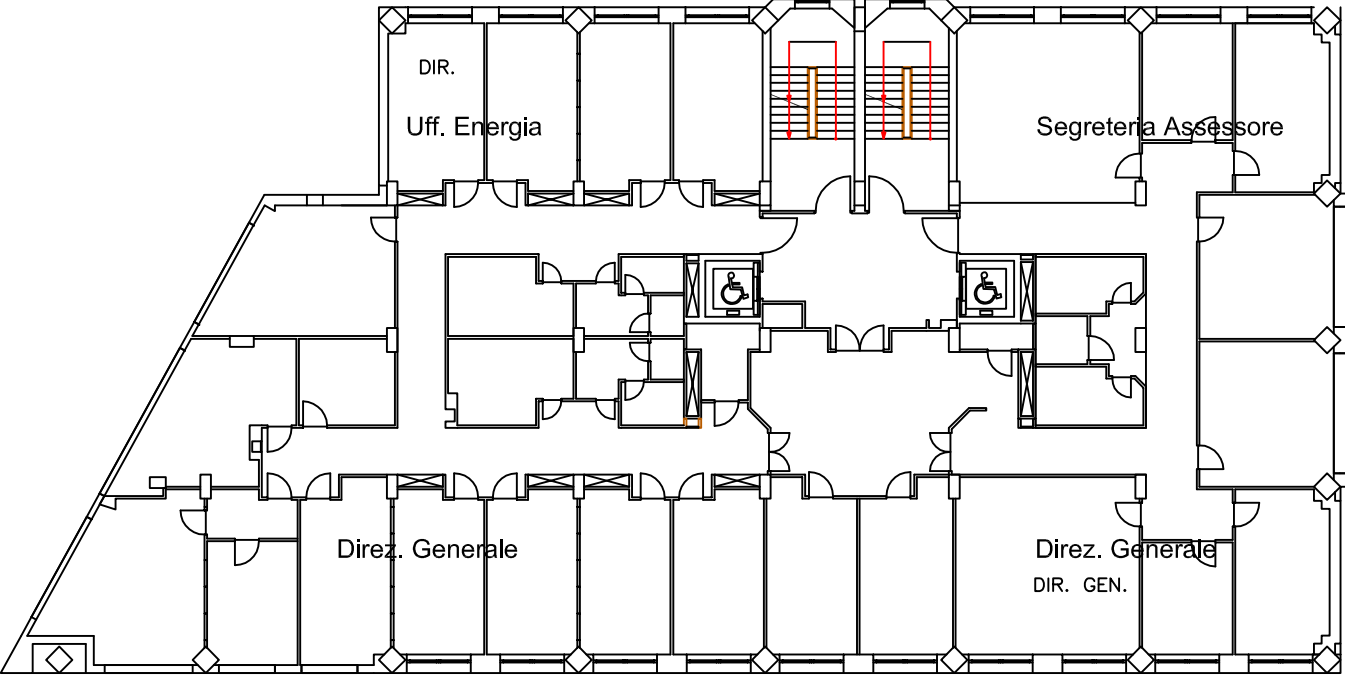 DIR.
Uff. Energia
Segreteria Assessore
Direz. Generale
Direz. Generale
DIR. GEN.